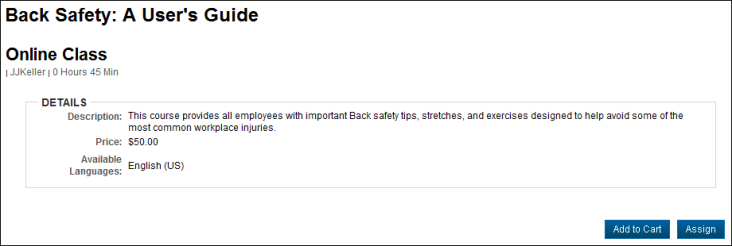 Back Safety: A User's Guide
Online Class
| JJKeller | 0 Hours 45 Min
DETAILS
Description: This course provides all employees with important Back safety tips, stretches, and exercises designed to help avoid some of the
most common workplace injuries.
Price: $50.00
Available
Languages: English (US)
Add to Cart Assign